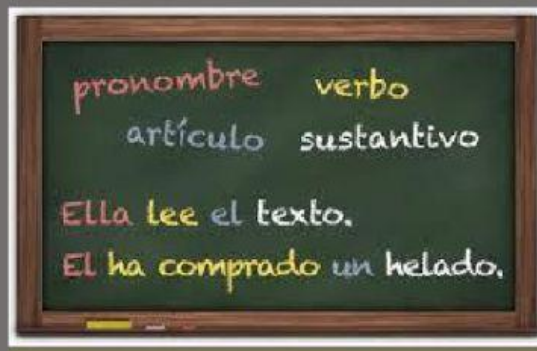 pronombre verbo
artículo sustantivo
Ella lee el texto.
El ha comprado un helado.